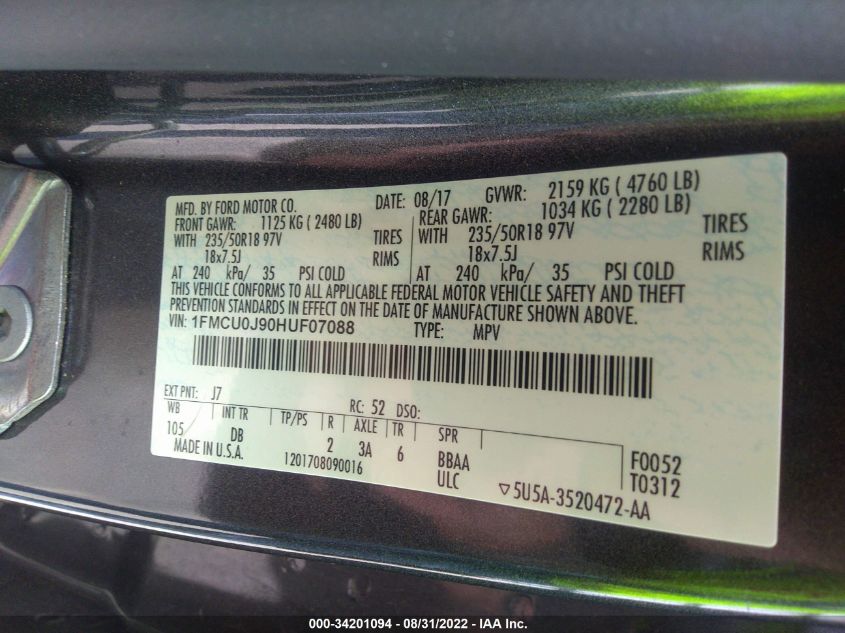 MFD. BY FORD MOTOR CO. DATE: 08/17 GVWR: 2159 KG ( 4760 LB)
FRONT GAWR: 1125 KG ( 2480 LB) REAR GAWR: 1034 KG ( 2280 LB)
WITH 235/50R18 97V TIRES WITH 235/50R18 97V TIRES
18x7.5J RIMS 18x7.5J RIMS
AT 240 kPa/ 35 PSI COLD AT 240 kPa/ 35 PSI COLD
THIS VEHICLE CONFORMS TO ALL APPLICABLE FEDERAL MOTOR VEHICLE SAFETY AND THEFT
PREVENTION STANDARDS IN EFFECT ON THE DATE OF MANUFACTURE SHOWN ABOVE.
VIN: 1FMCU0J90HUF07088 TYPE: MPV
EXT PNT: J7 RC: 52 DSO:
WB INT TR TP/PS R AXLE TR SPR
105 DB 2 3A 6 BBAA F0052
MADE IN U.S.A. 1201708090016 ULC T0312
▽5U5A-3520472-AA
000-34201094 - 08/31/2022 - IAA Inc.